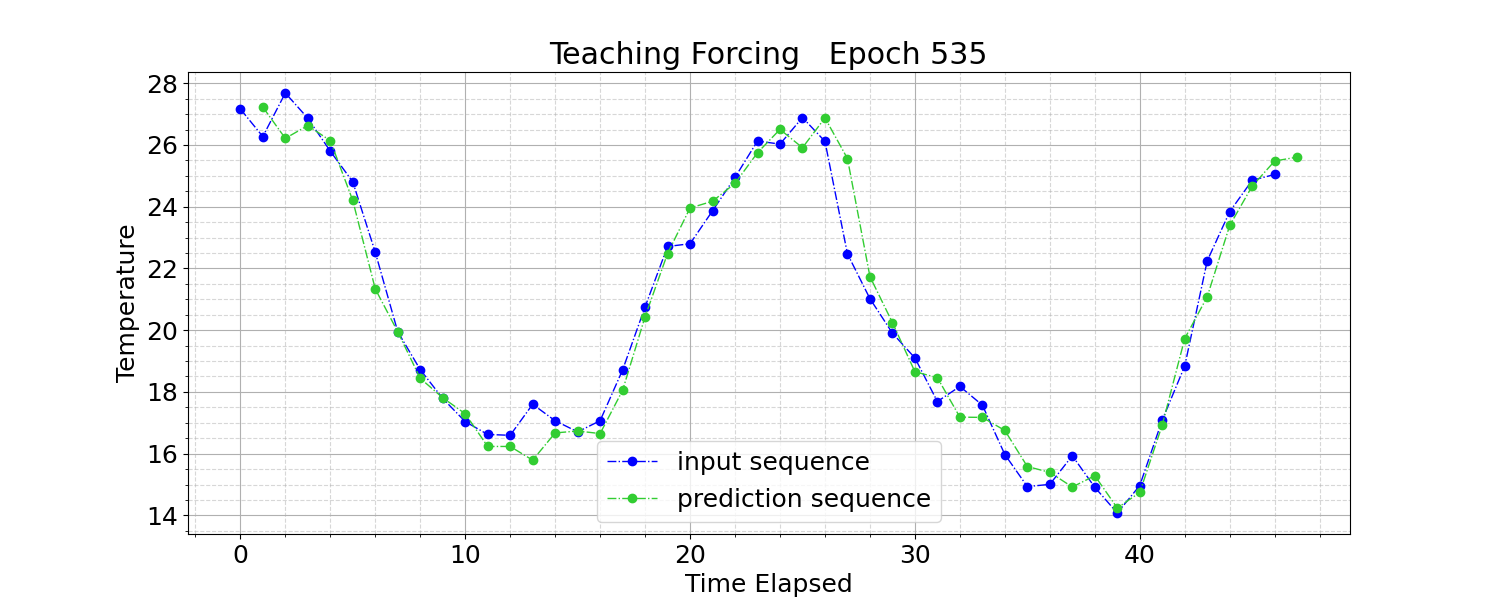 Teaching Forcing   Epoch 535
28
26
24
22
20
18
16
14
Temperature
input sequence
prediction sequence
0 10 20 30 40
Time Elapsed